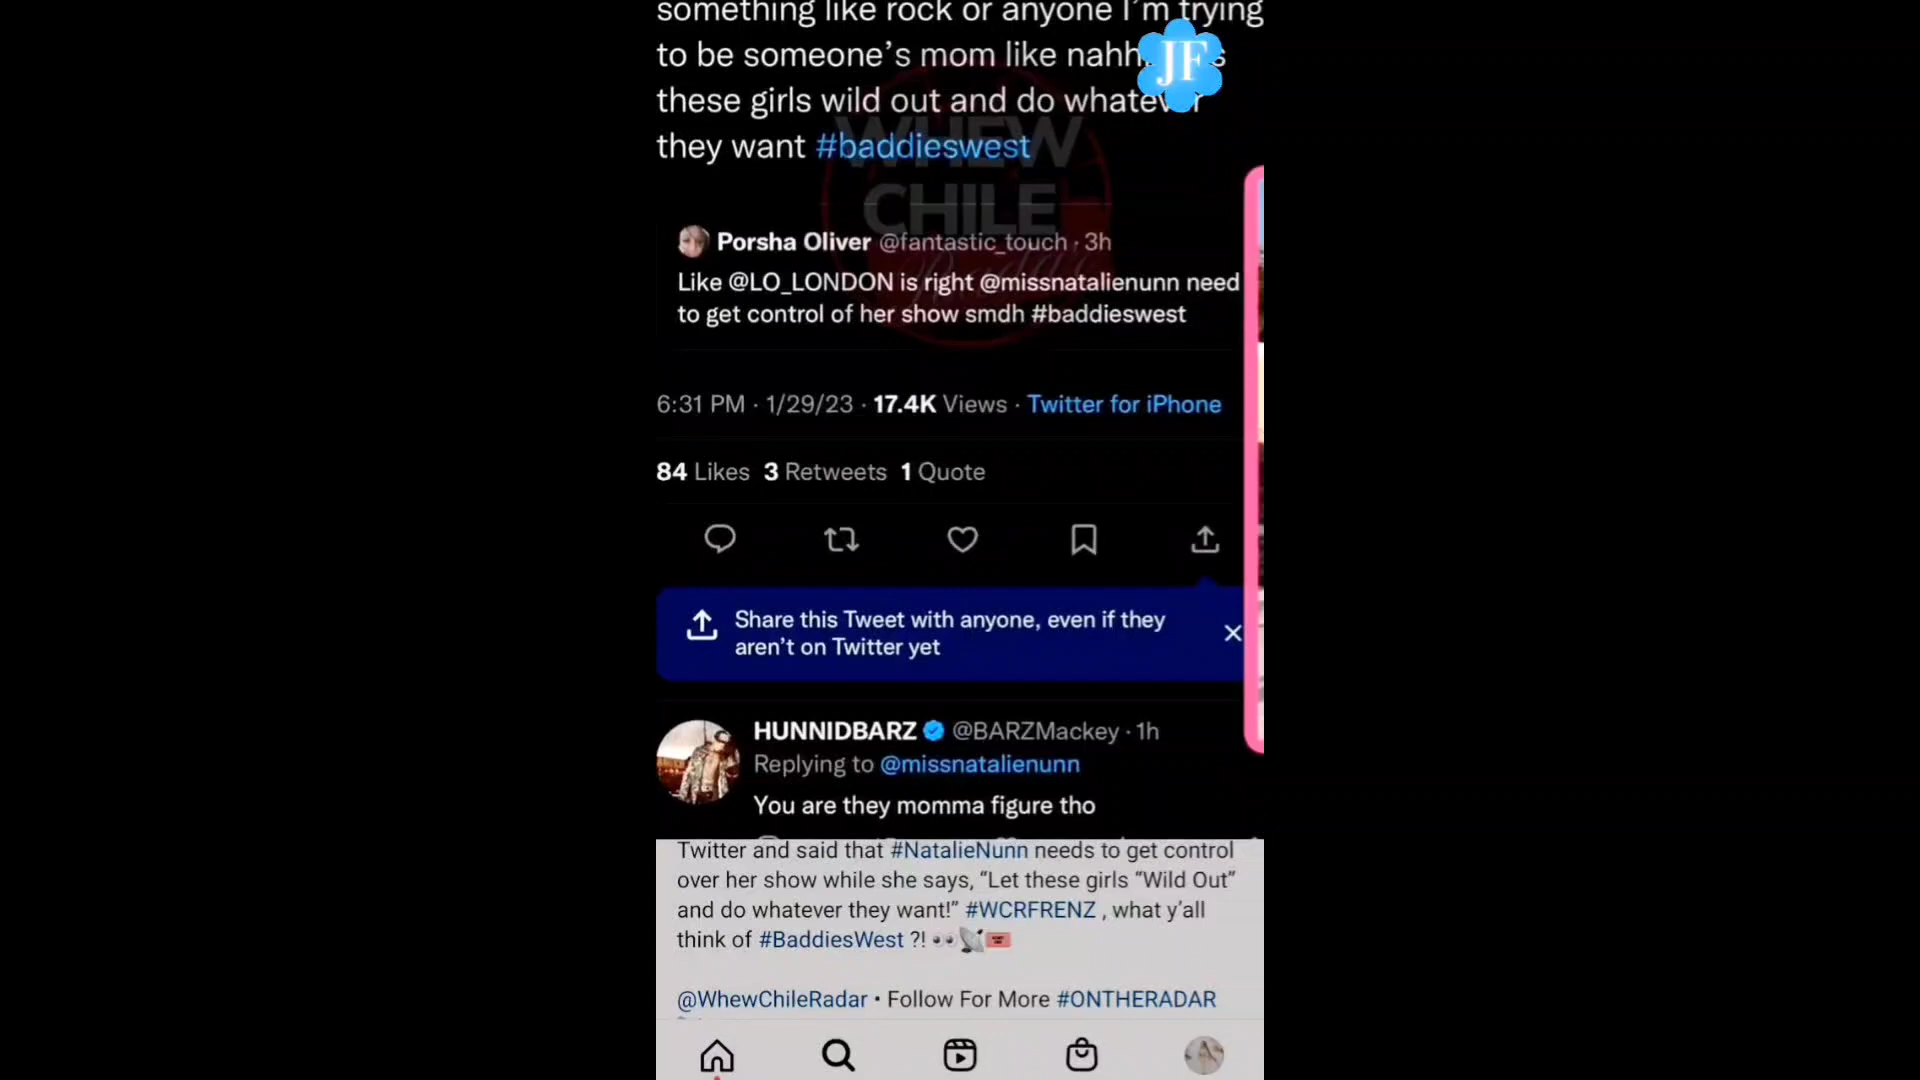 something like rock or anyone I'm trying
JF
to be someone's mom like nahh
these girls wild out and do whatever
they want #baddieswest
WHEW
CHILE
Radar
Porsha Oliver @fantastic_touch · 3h
Like @LO_LONDON is right @missnatalienunn need
to get control of her show smdh #baddieswest
6:31 PM · 1/29/23 · 17.4K Views · Twitter for iPhone
84 Likes 3 Retweets 1 Quote
Share this Tweet with anyone, even if they
aren't on Twitter yet
HUNNIDBARZ @BARZMackey · 1h
Replying to @missnatalienunn
You are they momma figure tho
Twitter and said that #NatalieNunn needs to get control
over her show while she says, “Let these girls “Wild Out”
and do whatever they want!” #WCRFRENZ , what y'all
think of #BaddiesWest ?! 👀📡🎟️
@WhewChileRadar • Follow For More #ONTHERADAR